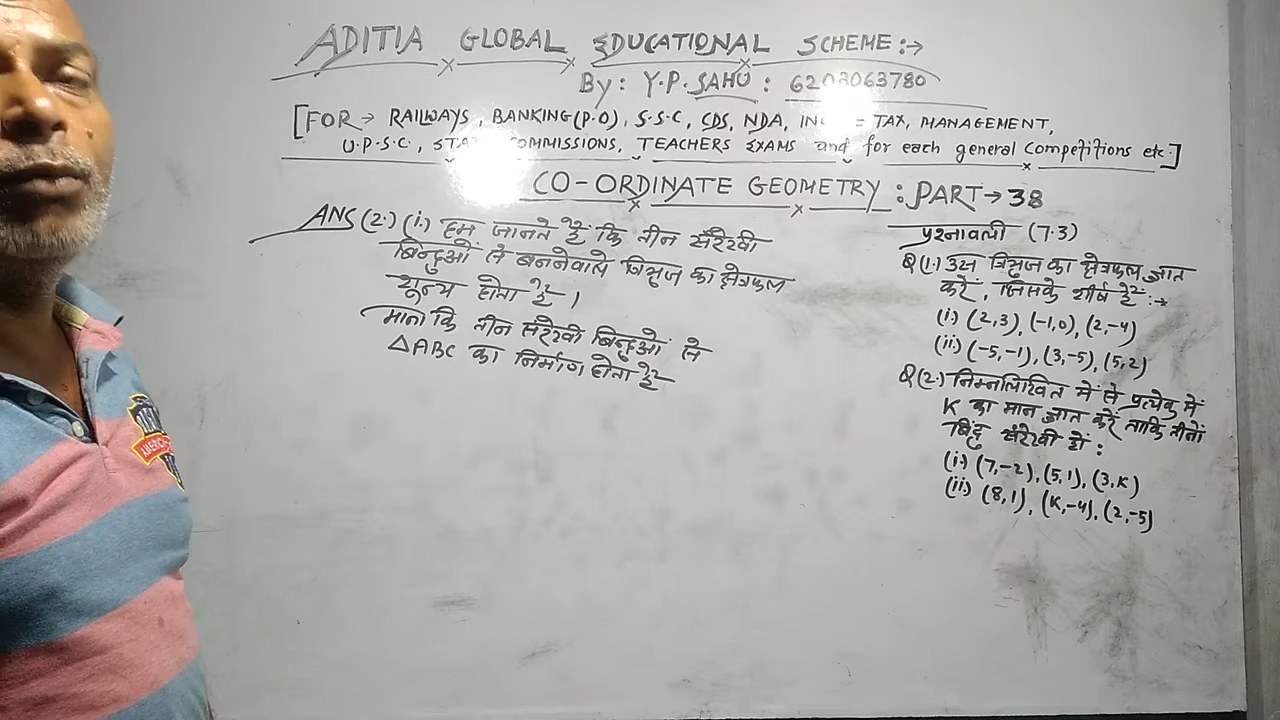 ADITIA GLOBAL EDUCATIONAL SCHEME:→
By: Y.P. SAHU : 6203063780
[FOR → RAILWAYS, BANKING(P.O), S.S.C, CDS, NDA, = TAX, MANAGEMENT,
U.P.S.C, COMMISSIONS, TEACHERS EXAMS and for each general competitions etc.]
CO-ORDINATE GEOMETRY : PART → 38
ANS (2.) (i.) हम जानते हैं कि तीन संरेखी
बिन्दुओं से बननेवाले त्रिभुज का क्षेत्रफल
शून्य होता है।
माना कि तीन संरेखी बिन्दुओं से
△ABC का निर्माण होता है
प्रश्नावली (7.3)
Q(1.) उस त्रिभुज का क्षेत्रफल ज्ञात
करें, जिसके शीर्ष हैं :→
(i.) (2,3), (-1,0), (2,-4)
(ii) (-5,-1), (3,-5), (5,2)
Q(2.) निम्नलिखित में से प्रत्येक में
K का मान ज्ञात करें ताकि तीनों
बिंदु संरेखी हों :
(i.) (7,-2), (5,1), (3,K)
(ii) (8,1), (K,-4), (2,-5)